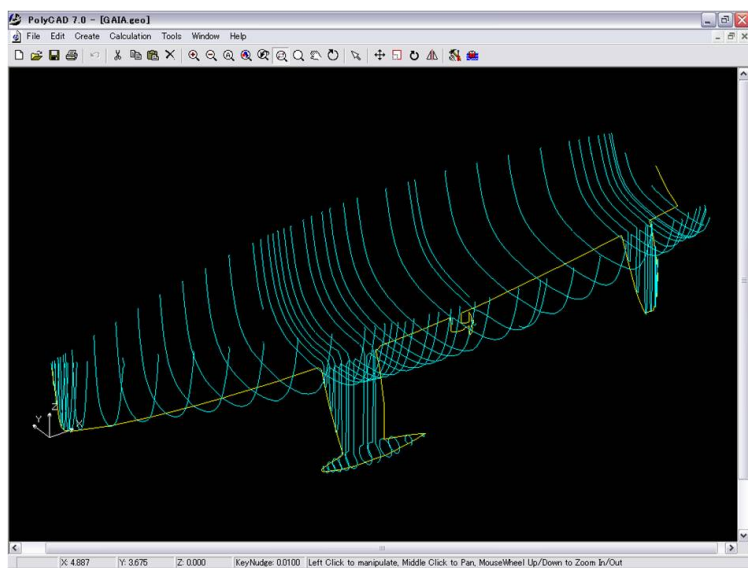 PolyCAD 7.0 - [GAIA.geo]
File Edit Create Calculation Tools Window Help
Z
Y
X
X: 4.887 Y: 3.675 Z: 0.000 KeyNudge: 0.0100 Left Click to manipulate, Middle Click to Pan, MouseWheel Up/Down to Zoom In/Out